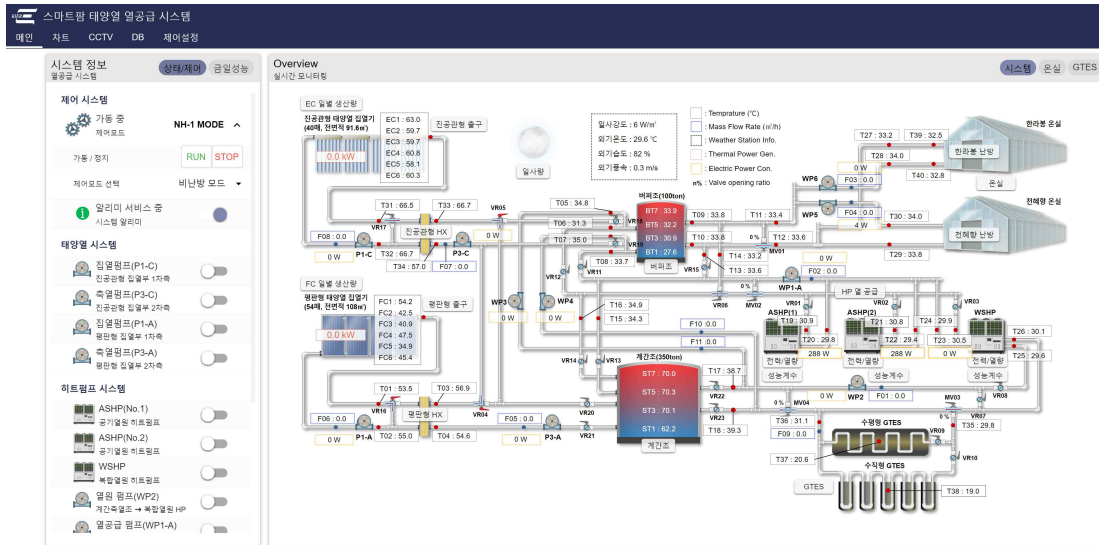 KIER 스마트팜 태양열 열공급 시스템
메인 차트 CCTV DB 제어설정
시스템 정보
열공급 시스템
상태/제어 금일성능
제어 시스템
가동 중
제어모드
NH-1 MODE
가동 / 정지
RUN STOP
제어모드 선택 비난방 모드
알리미 서비스 중
시스템 알리미
태양열 시스템
집열펌프(P1-C)
진공관형 집열부 1차측
축열펌프(P3-C)
진공관형 집열부 2차측
집열펌프(P1-A)
평판형 집열부 1차측
축열펌프(P3-A)
평판형 집열부 2차측
히트펌프 시스템
ASHP(No.1)
공기열원 히트펌프
ASHP(No.2)
공기열원 히트펌프
WSHP
복합열원 히트펌프
열원 펌프(WP2)
계간축열조 → 복합열원 HP
열공급 펌프(WP1-A)
Overview
실시간 모니터링
시스템 온실 GTES
EC 일별 생산량
진공관형 태양열 집열기
(40매, 전면적 91.6㎡)
0.0 kW
EC1 : 63.0
EC2 : 59.7
EC3 : 59.7
EC4 : 60.8
EC5 : 58.1
EC6 : 60.3
진공관형 출구
일사량
일사강도 : 6 W/㎡
외기온도 : 29.6 ℃
외기습도 : 82 %
외기풍속 : 0.3 m/s
: Temprature (℃)
: Mass Flow Rate (㎥/h)
: Weather Station Info.
: Thermal Power Gen.
: Electric Power Con.
n% : Valve opening ratio
T27 : 33.2
T39 : 32.5
T28 : 34.0
T40 : 32.8
한라봉 온실
한라봉 난방
온실
0 W
WP6
F03 : 0.0
WP5
F04 : 0.0
4 W
T30 : 34.0
T29 : 33.8
천혜향 온실
천혜향 난방
T31 : 66.5
T33 : 66.7
VR05
VR17
진공관형 HX
F08 : 0.0
0 W
P1-C
T32 : 66.7
P3-C
T34 : 57.0
F07 : 0.0
0 W
T05 : 34.8
T06 : 31.3
T07 : 35.0
T08 : 33.7
버퍼조(100ton)
VR18
VR19
BT7 : 33.9
BT5 : 32.2
BT3 : 30.9
BT1 : 27.6
버퍼조
T09 : 33.8
T11 : 33.4
T10 : 33.8
T12 : 33.6
0 %
MV01
T14 : 33.2
T13 : 33.6
VR15
VR12
VR11
F02 : 0.0
WP1-A
0 W
0 %
VR06
MV02
HP 열 공급
VR01
VR02
VR03
FC 일별 생산량
평판형 태양열 집열기
(54매, 전면적 108㎡)
0.0 kW
FC1 : 54.2
FC2 : 42.5
FC3 : 40.9
FC4 : 47.5
FC5 : 34.9
FC6 : 45.4
평판형 출구
WP3
WP4
0 W
0 W
T16 : 34.9
T15 : 34.3
F10 :0.0
F11 :0.0
ASHP(1)
T19 : 30.9
T20 : 29.8
ASHP(2)
T21 : 30.8
T22 : 29.4
T24 : 29.9
T23 : 30.5
WSHP
T26 : 30.1
T25 : 29.6
전력/열량
288 W
전력/열량
288 W
0 W
전력/열량
성능계수
성능계수
성능계수
계간조(350ton)
VR14
VR13
ST7 : 70.0
ST5 : 70.3
ST3 : 70.1
ST1 : 62.2
계간조
T17 : 38.7
VR22
VR23
T18 : 39.3
0 W
WP2
F01 : 0.0
VR08
0 %
MV04
MV03
0 %
VR07
T01 : 53.5
T03 : 56.9
VR16
평판형 HX
VR04
F06 : 0.0
0 W
P1-A
T02 : 55.0
T04 : 54.6
F05 : 0.0
0 W
P3-A
VR20
VR21
T36 : 31.1
F09 : 0.0
T35 : 29.8
수평형 GTES
VR09
T37 : 20.6
VR10
수직형 GTES
GTES
T38 : 19.0